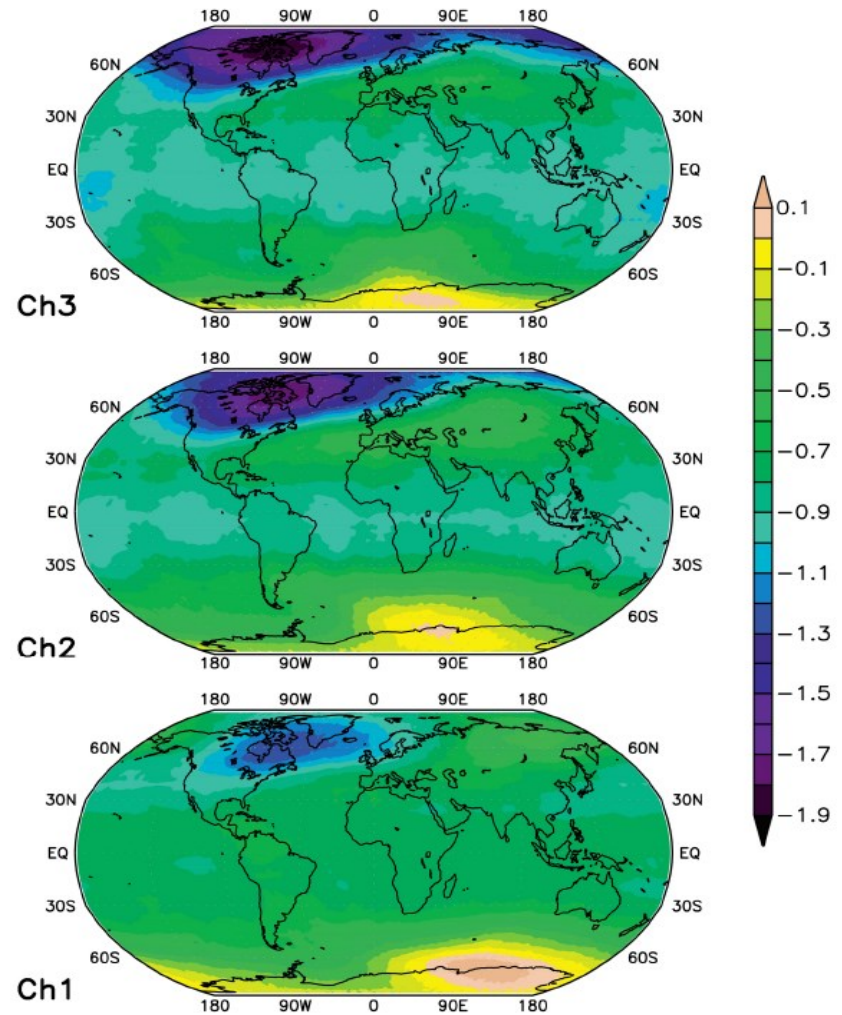 180 90W 0 90E 180
60N 60N
30N 30N
EQ EQ
30S 30S
60S 60S
Ch3
180 90W 0 90E 180
180 90W 0 90E 180
60N 60N
30N 30N
EQ EQ
30S 30S
60S 60S
Ch2
180 90W 0 90E 180
180 90W 0 90E 180
60N 60N
30N 30N
EQ EQ
30S 30S
60S 60S
Ch1
180 90W 0 90E 180
0.1
−0.1
−0.3
−0.5
−0.7
−0.9
−1.1
−1.3
−1.5
−1.7
−1.9